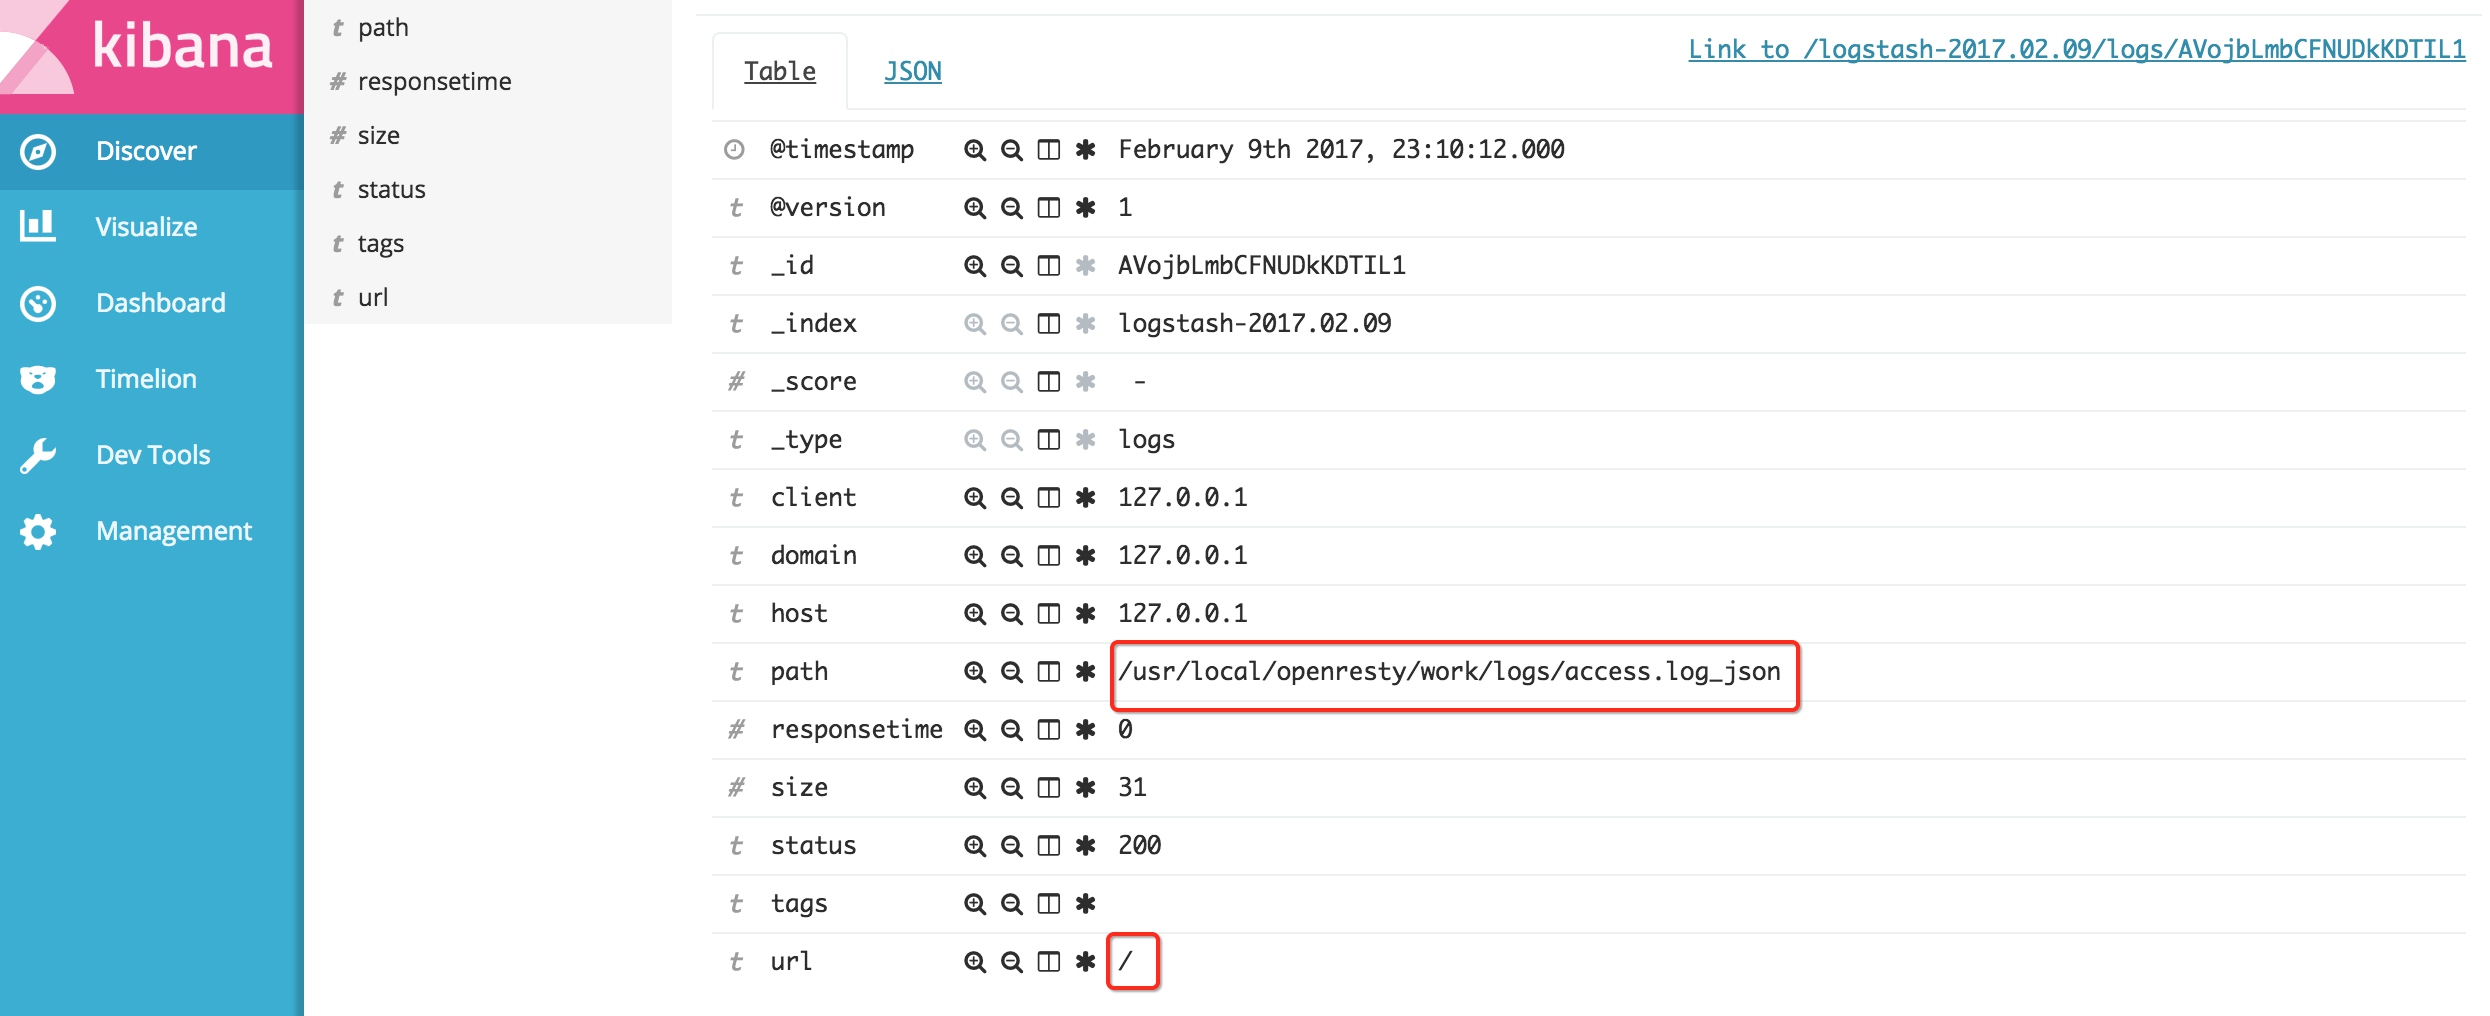 kibana
Discover
Visualize
Dashboard
Timelion
Dev Tools
Management
t path
# responsetime
# size
t status
t tags
t url
Table JSON
Link to /logstash-2017.02.09/logs/AVojbLmbCFNUDkKDTIL1
@timestamp February 9th 2017, 23:10:12.000
t @version 1
t _id AVojbLmbCFNUDkKDTIL1
t _index logstash-2017.02.09
# _score -
t _type logs
t client 127.0.0.1
t domain 127.0.0.1
t host 127.0.0.1
t path /usr/local/openresty/work/logs/access.log_json
# responsetime 0
# size 31
t status 200
t tags
t url /